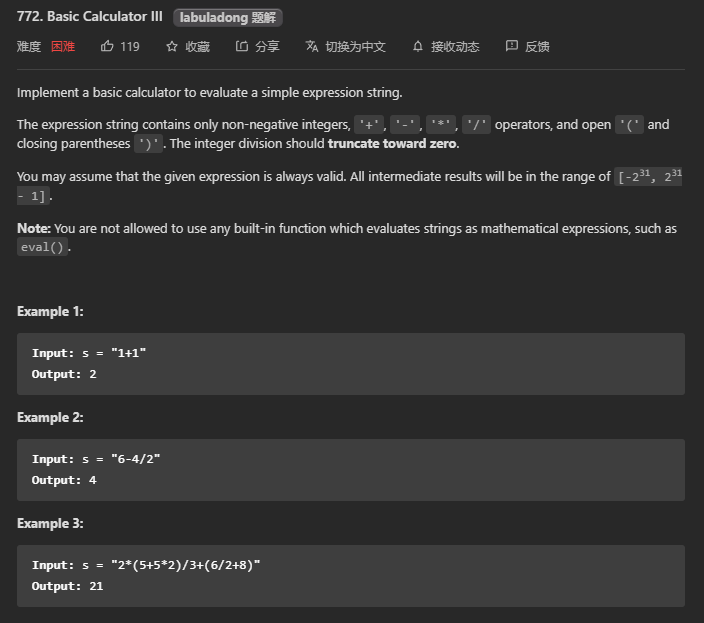 772. Basic Calculator III labuladong 题解
难度 困难 119 收藏 分享 切换为中文 接收动态 反馈
Implement a basic calculator to evaluate a simple expression string.
The expression string contains only non-negative integers, '+', '-', '*', '/' operators, and open '(' and
closing parentheses ')'. The integer division should truncate toward zero.
You may assume that the given expression is always valid. All intermediate results will be in the range of [-2³¹, 2³¹
- 1].
Note: You are not allowed to use any built-in function which evaluates strings as mathematical expressions, such as
eval().
Example 1:
Input: s = "1+1"
Output: 2
Example 2:
Input: s = "6-4/2"
Output: 4
Example 3:
Input: s = "2*(5+5*2)/3+(6/2+8)"
Output: 21